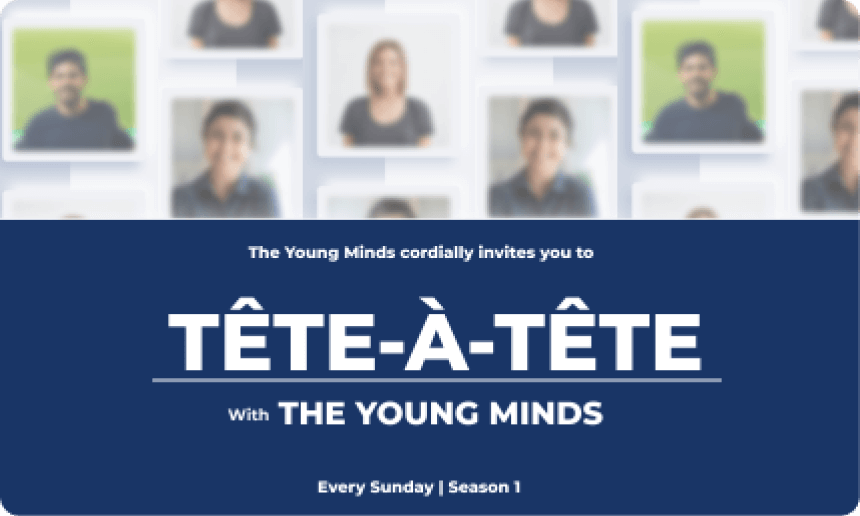 The Young Minds cordially invites you to
TÊTE-À-TÊTE
With THE YOUNG MINDS
Every Sunday | Season 1